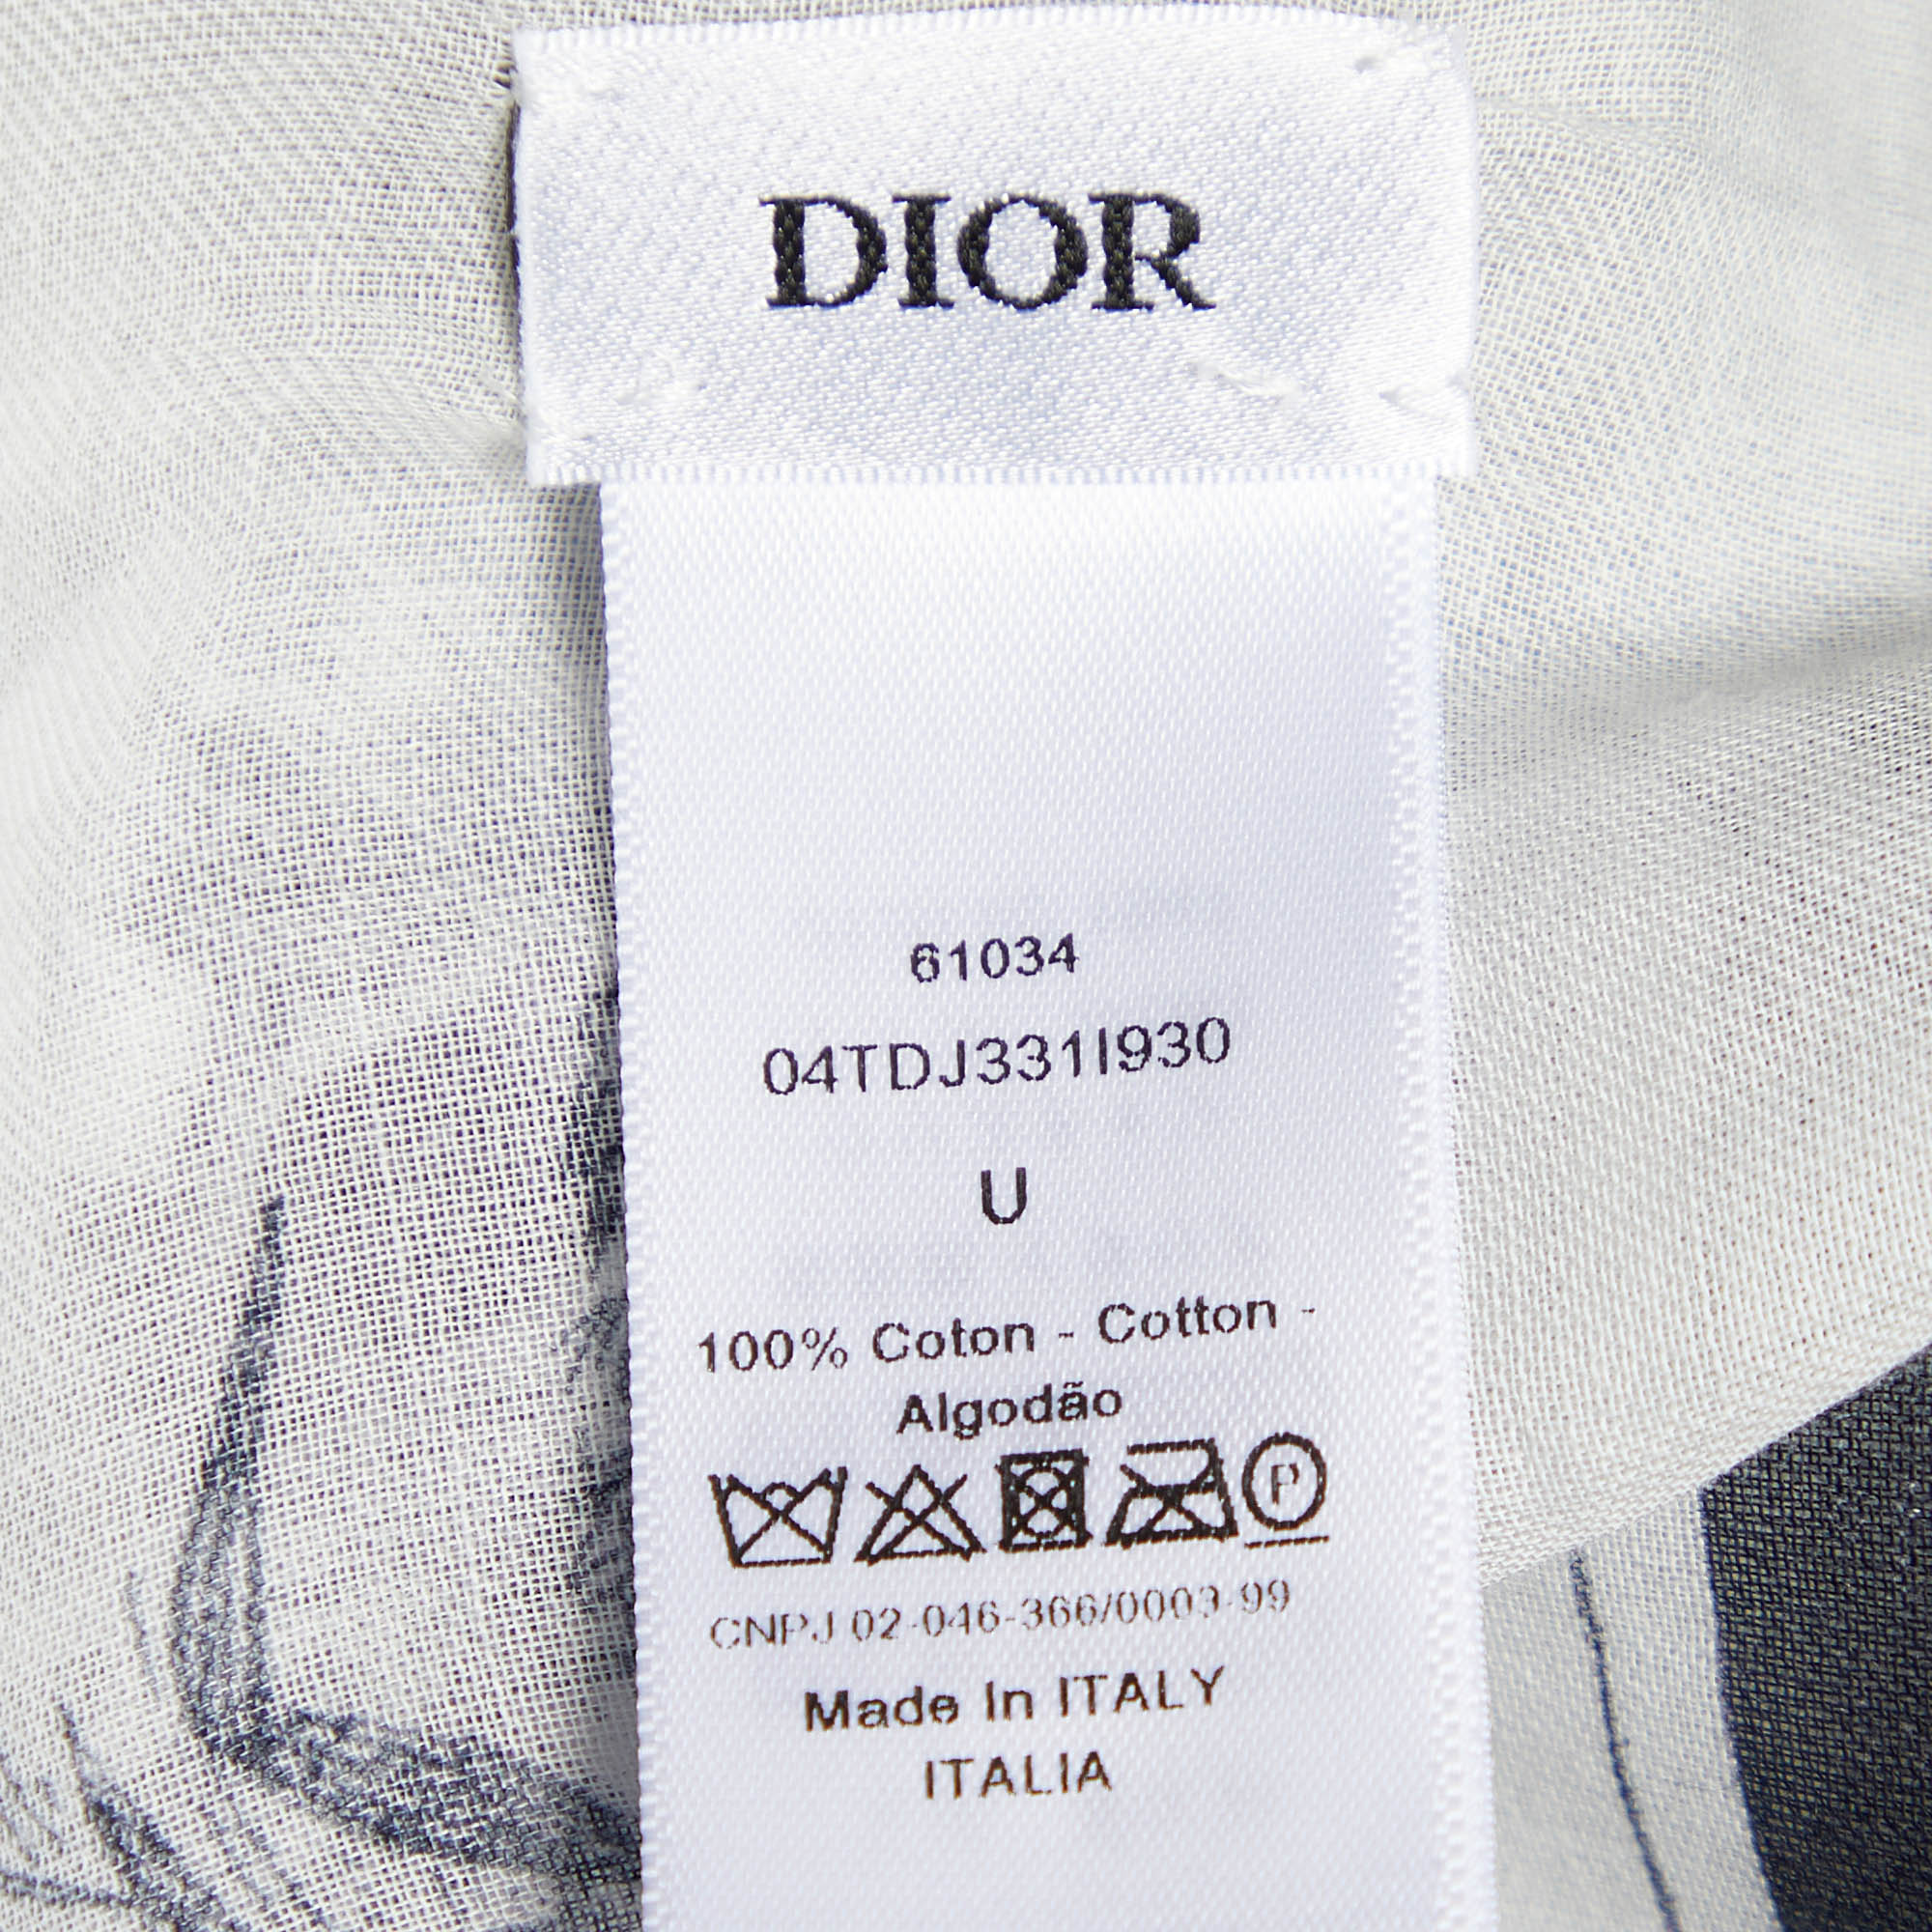 DIOR
61034
04TDJ331I930
U
100% Coton - Cotton -
Algodão
P
CNPJ 02-046-366/0003-99
Made In ITALY
ITALIA